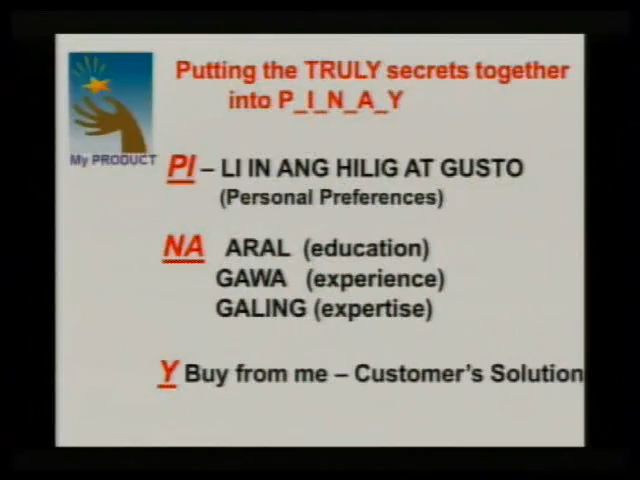 Putting the TRULY secrets together
into P_I_N_A_Y
My PRODUCT
PI – LI IN ANG HILIG AT GUSTO
(Personal Preferences)
NA ARAL (education)
GAWA (experience)
GALING (expertise)
Y Buy from me – Customer's Solution